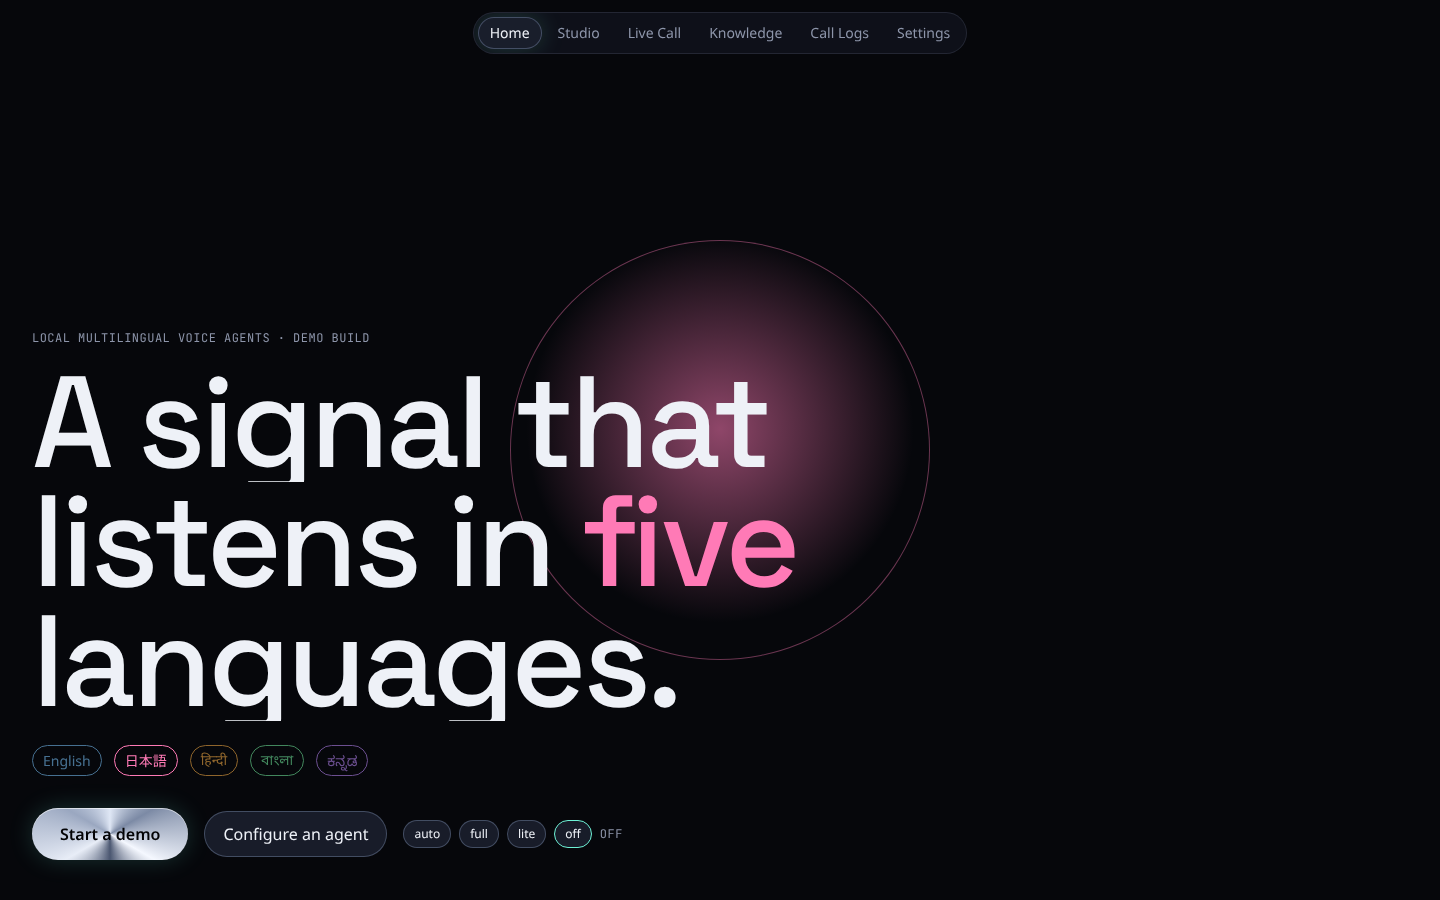 Home Studio Live Call Knowledge Call Logs Settings
LOCAL MULTILINGUAL VOICE AGENTS · DEMO BUILD
A signal that
listens in five
languages.
English 日本語 हिन्दी বাংলা ಕನ್ನಡ
Start a demo Configure an agent auto full lite off OFF